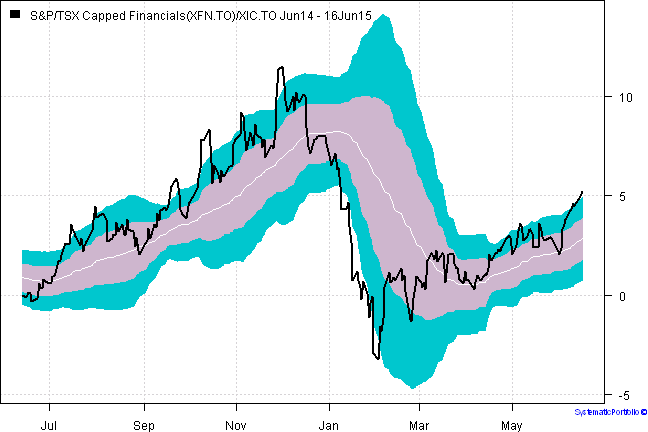 S&P/TSX Capped Financials(XFN.TO)/XIC.TO Jun14 - 16Jun15
10
5
0
-5
Jul Sep Nov Jan Mar May
SystematicPortfolio ©